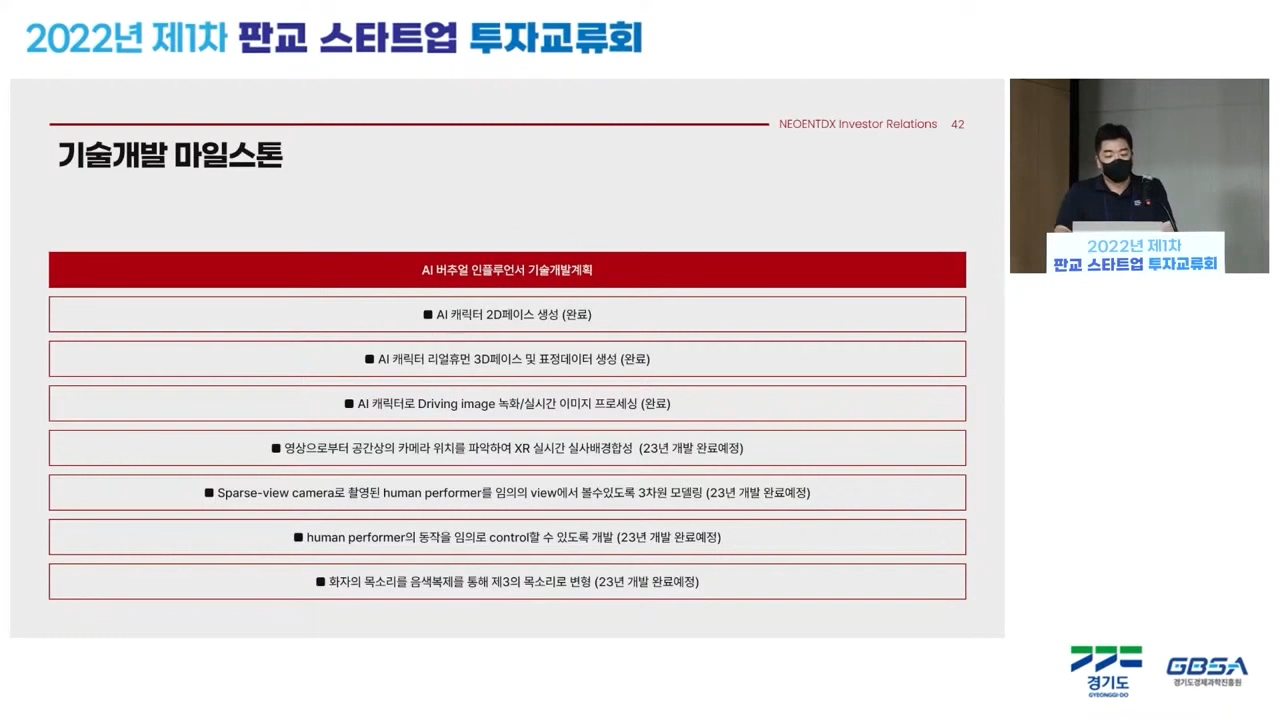 2022년 제1차 판교 스타트업 투자교류회
NEOENTDX Investor Relations 42
기술개발 마일스톤
AI 버추얼 인플루언서 기술개발계획
■ AI 캐릭터 2D페이스 생성 (완료)
■ AI 캐릭터 리얼휴먼 3D페이스 및 표정데이터 생성 (완료)
■ AI 캐릭터로 Driving image 녹화/실시간 이미지 프로세싱 (완료)
■ 영상으로부터 공간상의 카메라 위치를 파악하여 XR 실시간 실사배경합성 (23년 개발 완료예정)
■ Sparse-view camera로 촬영된 human performer를 임의의 view에서 볼수있도록 3차원 모델링 (23년 개발 완료예정)
■ human performer의 동작을 임의로 control할 수 있도록 개발 (23년 개발 완료예정)
■ 화자의 목소리를 음색복제를 통해 제3의 목소리로 변형 (23년 개발 완료예정)
2022년 제1차
판교 스타트업 투자교류회
경기도
GYEONGGI-DO
GBSA
경기도경제과학진흥원